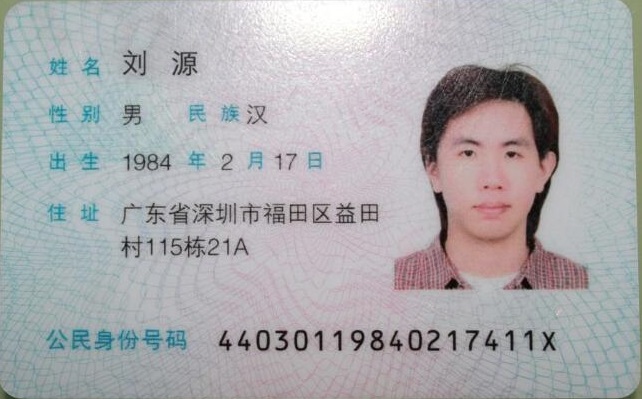 姓名 刘源
性别 男 民族 汉
出生 1984 年 2 月 17 日
住址 广东省深圳市福田区益田
村115栋21A
公民身份号码 44030119840217411X